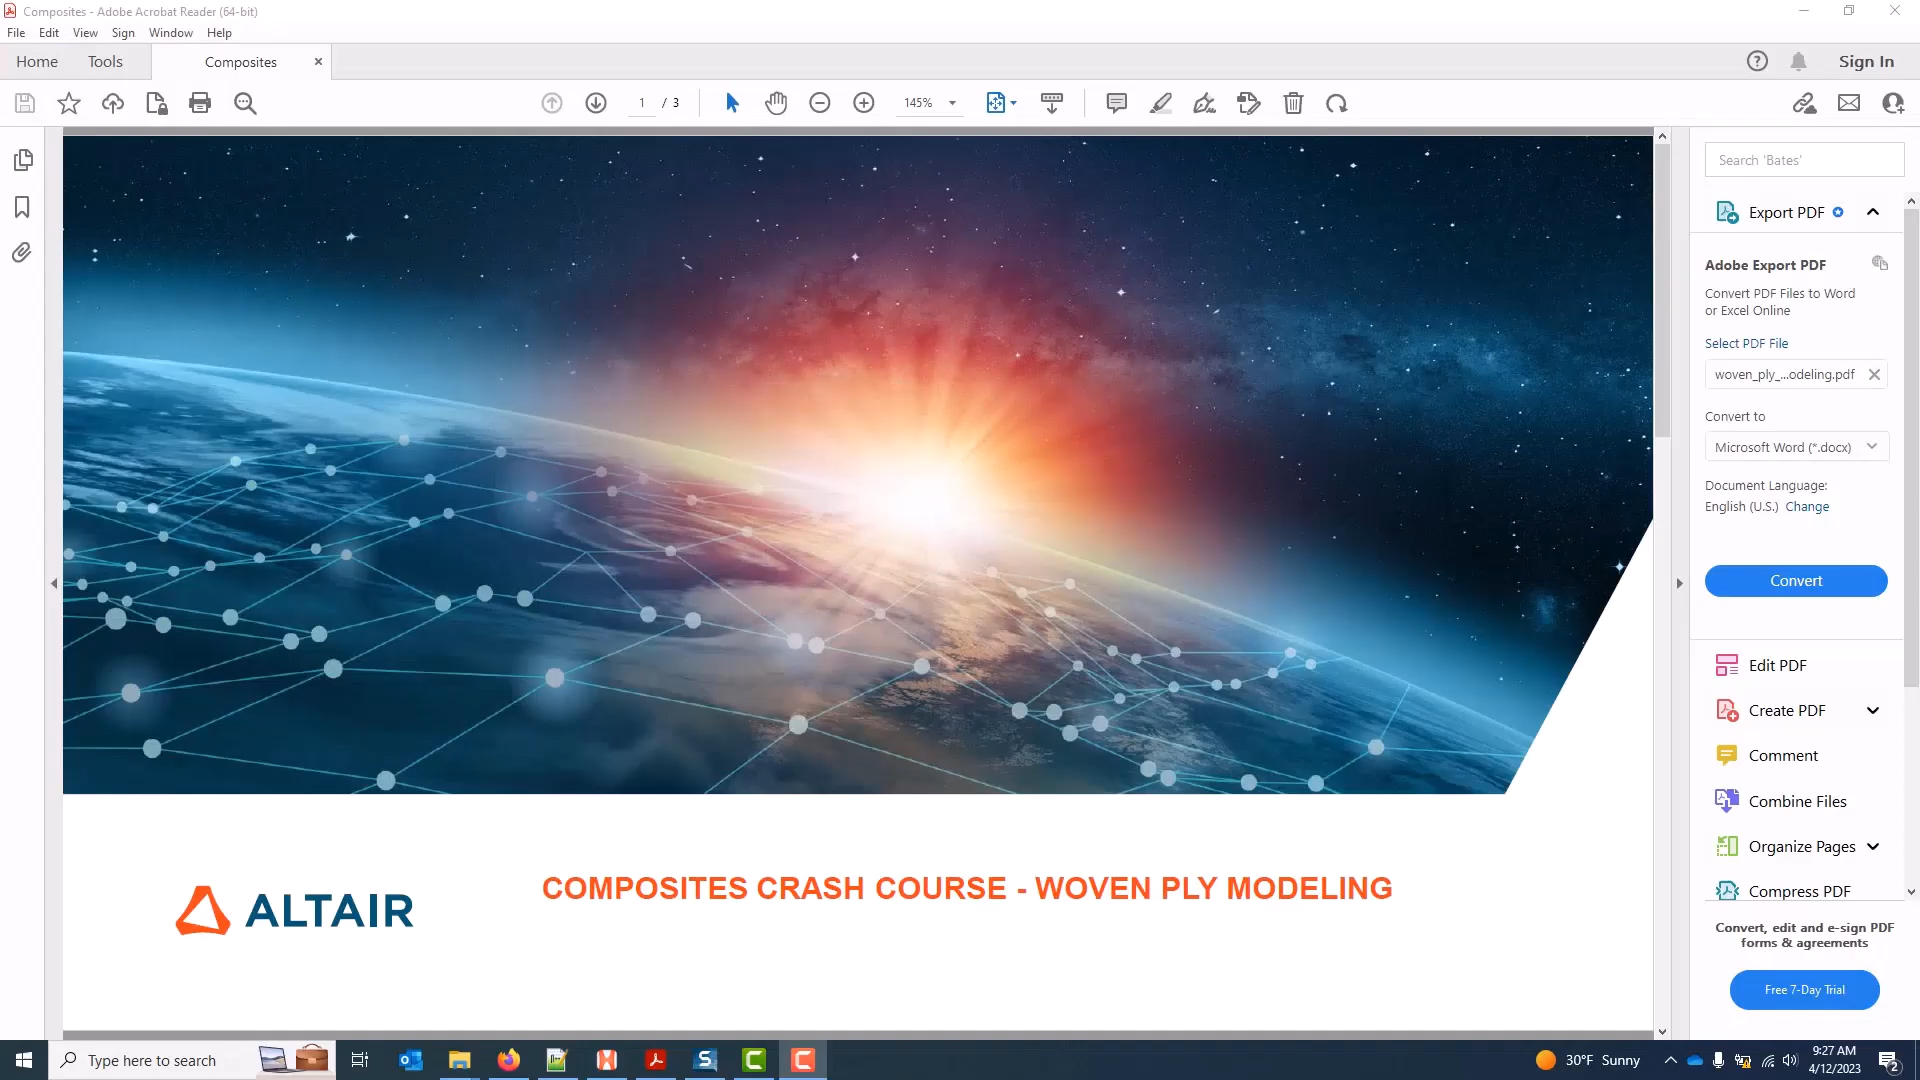 Composites - Adobe Acrobat Reader (64-bit)
File Edit View Sign Window Help
Home Tools Composites
Sign In
1 / 3
145%
Search 'Bates'
Export PDF
Adobe Export PDF
Convert PDF Files to Word
or Excel Online
Select PDF File
woven_ply_...odeling.pdf
Convert to
Microsoft Word (*.docx)
Document Language:
English (U.S.) Change
Convert
Edit PDF
Create PDF
Comment
Combine Files
Organize Pages
Compress PDF
Convert, edit and e-sign PDF
forms & agreements
Free 7-Day Trial
ALTAIR
COMPOSITES CRASH COURSE - WOVEN PLY MODELING
Type here to search
30°F Sunny
9:27 AM
4/12/2023
2